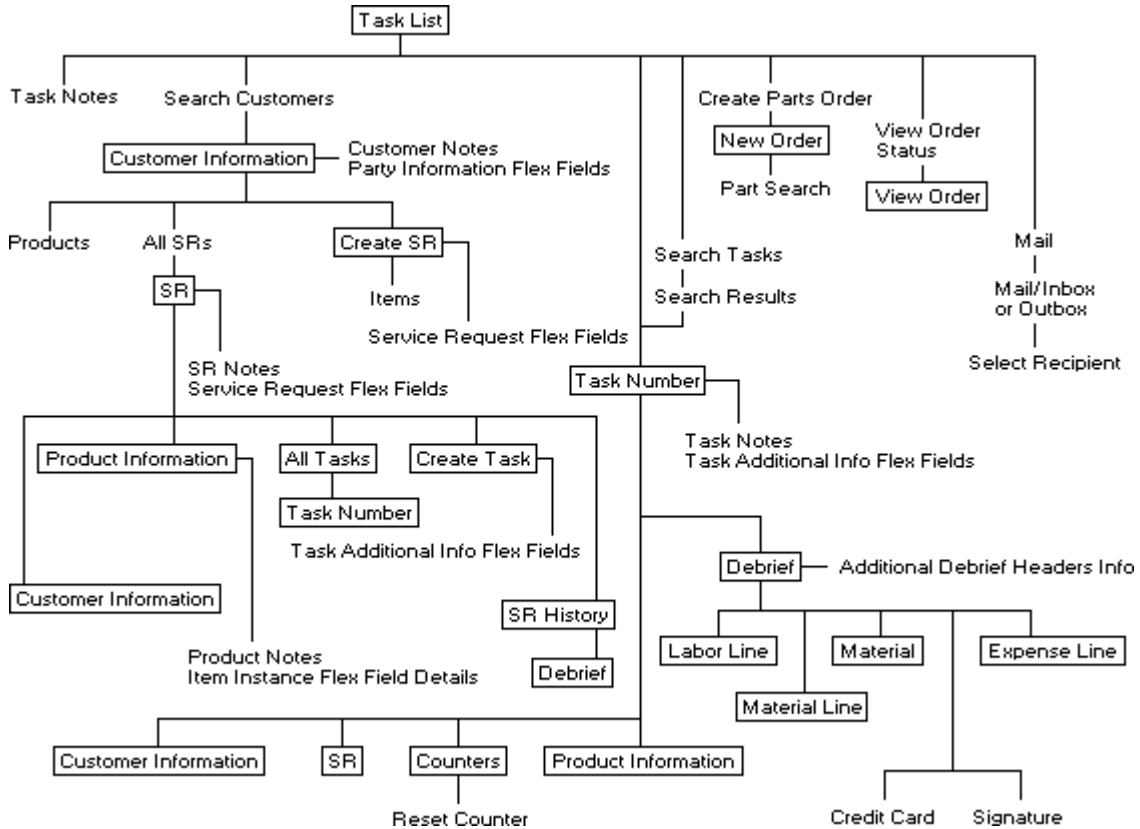 Task List
Task Notes
Search Customers
Create Parts Order
View Order
Status
New Order
Customer Information
Customer Notes
Party Information Flex Fields
Part Search
View Order
Products
All SRs
Create SR
Search Tasks
Mail
SR
Items
Search Results
Mail/Inbox
or Outbox
Service Request Flex Fields
SR Notes
Service Request Flex Fields
Task Number
Select Recipient
Task Notes
Task Additional Info Flex Fields
Product Information
All Tasks
Create Task
Task Number
Task Additional Info Flex Fields
Debrief
Additional Debrief Headers Info
Customer Information
SR History
Labor Line
Material
Expense Line
Product Notes
Item Instance Flex Field Details
Debrief
Material Line
Customer Information
SR
Counters
Product Information
Reset Counter
Credit Card
Signature